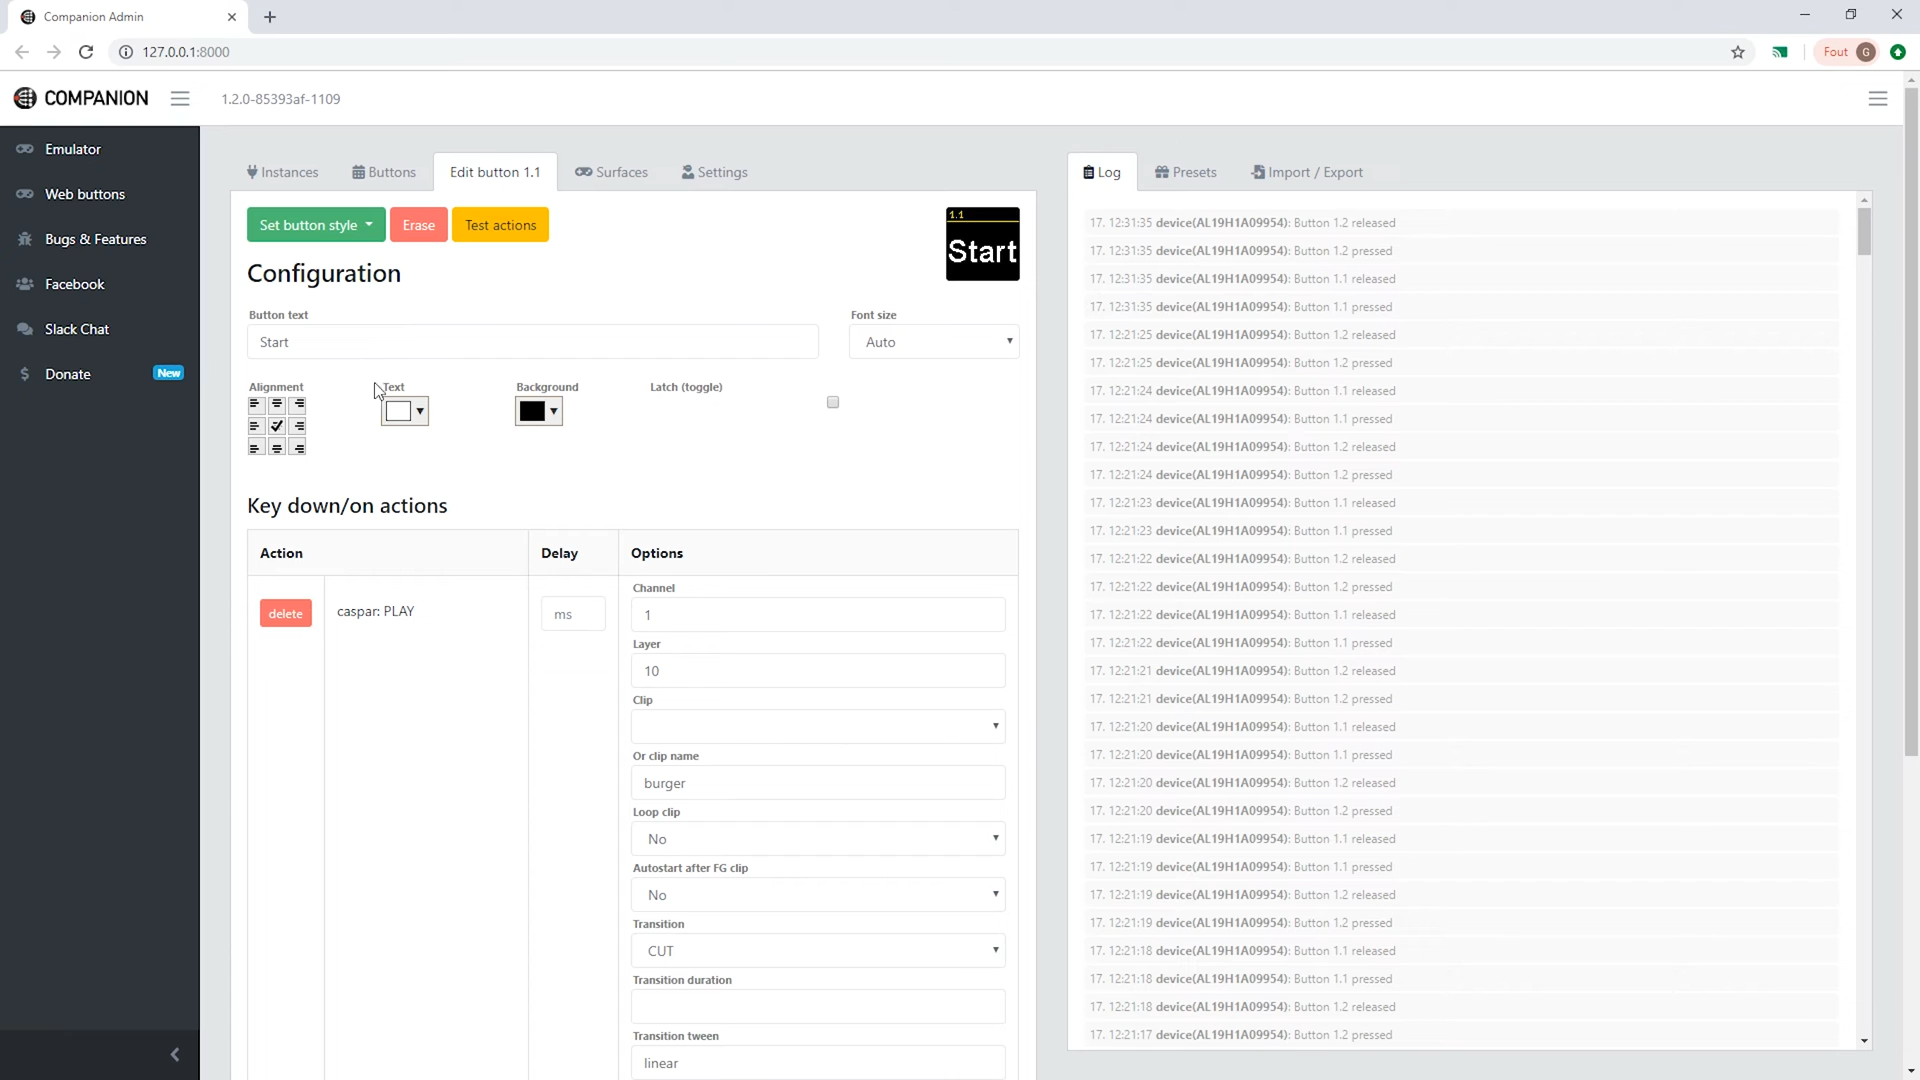 Companion Admin
127.0.0.1:8000
Fout G
COMPANION
1.2.0-85393af-1109
Emulator
Web buttons
Bugs & Features
Facebook
Slack Chat
$ Donate New
Instances
Buttons
Edit button 1.1
Surfaces
Settings
Set button style
Erase
Test actions
1.1
Start
Configuration
Button text
Start
Font size
Auto
Alignment
Text
Background
Latch (toggle)
Key down/on actions
Action
Delay
Options
delete
caspar: PLAY
ms
Channel
1
Layer
10
Clip
Or clip name
burger
Loop clip
No
Autostart after FG clip
No
Transition
CUT
Transition duration
Transition tween
linear
Log
Presets
Import / Export
17. 12:31:35 device(AL19H1A09954): Button 1.2 released
17. 12:31:35 device(AL19H1A09954): Button 1.2 pressed
17. 12:31:35 device(AL19H1A09954): Button 1.1 released
17. 12:31:35 device(AL19H1A09954): Button 1.1 pressed
17. 12:21:25 device(AL19H1A09954): Button 1.2 released
17. 12:21:25 device(AL19H1A09954): Button 1.2 pressed
17. 12:21:24 device(AL19H1A09954): Button 1.1 released
17. 12:21:24 device(AL19H1A09954): Button 1.1 pressed
17. 12:21:24 device(AL19H1A09954): Button 1.2 released
17. 12:21:24 device(AL19H1A09954): Button 1.2 pressed
17. 12:21:23 device(AL19H1A09954): Button 1.1 released
17. 12:21:23 device(AL19H1A09954): Button 1.1 pressed
17. 12:21:22 device(AL19H1A09954): Button 1.2 released
17. 12:21:22 device(AL19H1A09954): Button 1.2 pressed
17. 12:21:22 device(AL19H1A09954): Button 1.1 released
17. 12:21:22 device(AL19H1A09954): Button 1.1 pressed
17. 12:21:21 device(AL19H1A09954): Button 1.2 released
17. 12:21:21 device(AL19H1A09954): Button 1.2 pressed
17. 12:21:20 device(AL19H1A09954): Button 1.1 released
17. 12:21:20 device(AL19H1A09954): Button 1.1 pressed
17. 12:21:20 device(AL19H1A09954): Button 1.2 released
17. 12:21:20 device(AL19H1A09954): Button 1.2 pressed
17. 12:21:19 device(AL19H1A09954): Button 1.1 released
17. 12:21:19 device(AL19H1A09954): Button 1.1 pressed
17. 12:21:19 device(AL19H1A09954): Button 1.2 released
17. 12:21:19 device(AL19H1A09954): Button 1.2 pressed
17. 12:21:18 device(AL19H1A09954): Button 1.1 released
17. 12:21:18 device(AL19H1A09954): Button 1.1 pressed
17. 12:21:18 device(AL19H1A09954): Button 1.2 released
17. 12:21:17 device(AL19H1A09954): Button 1.2 pressed